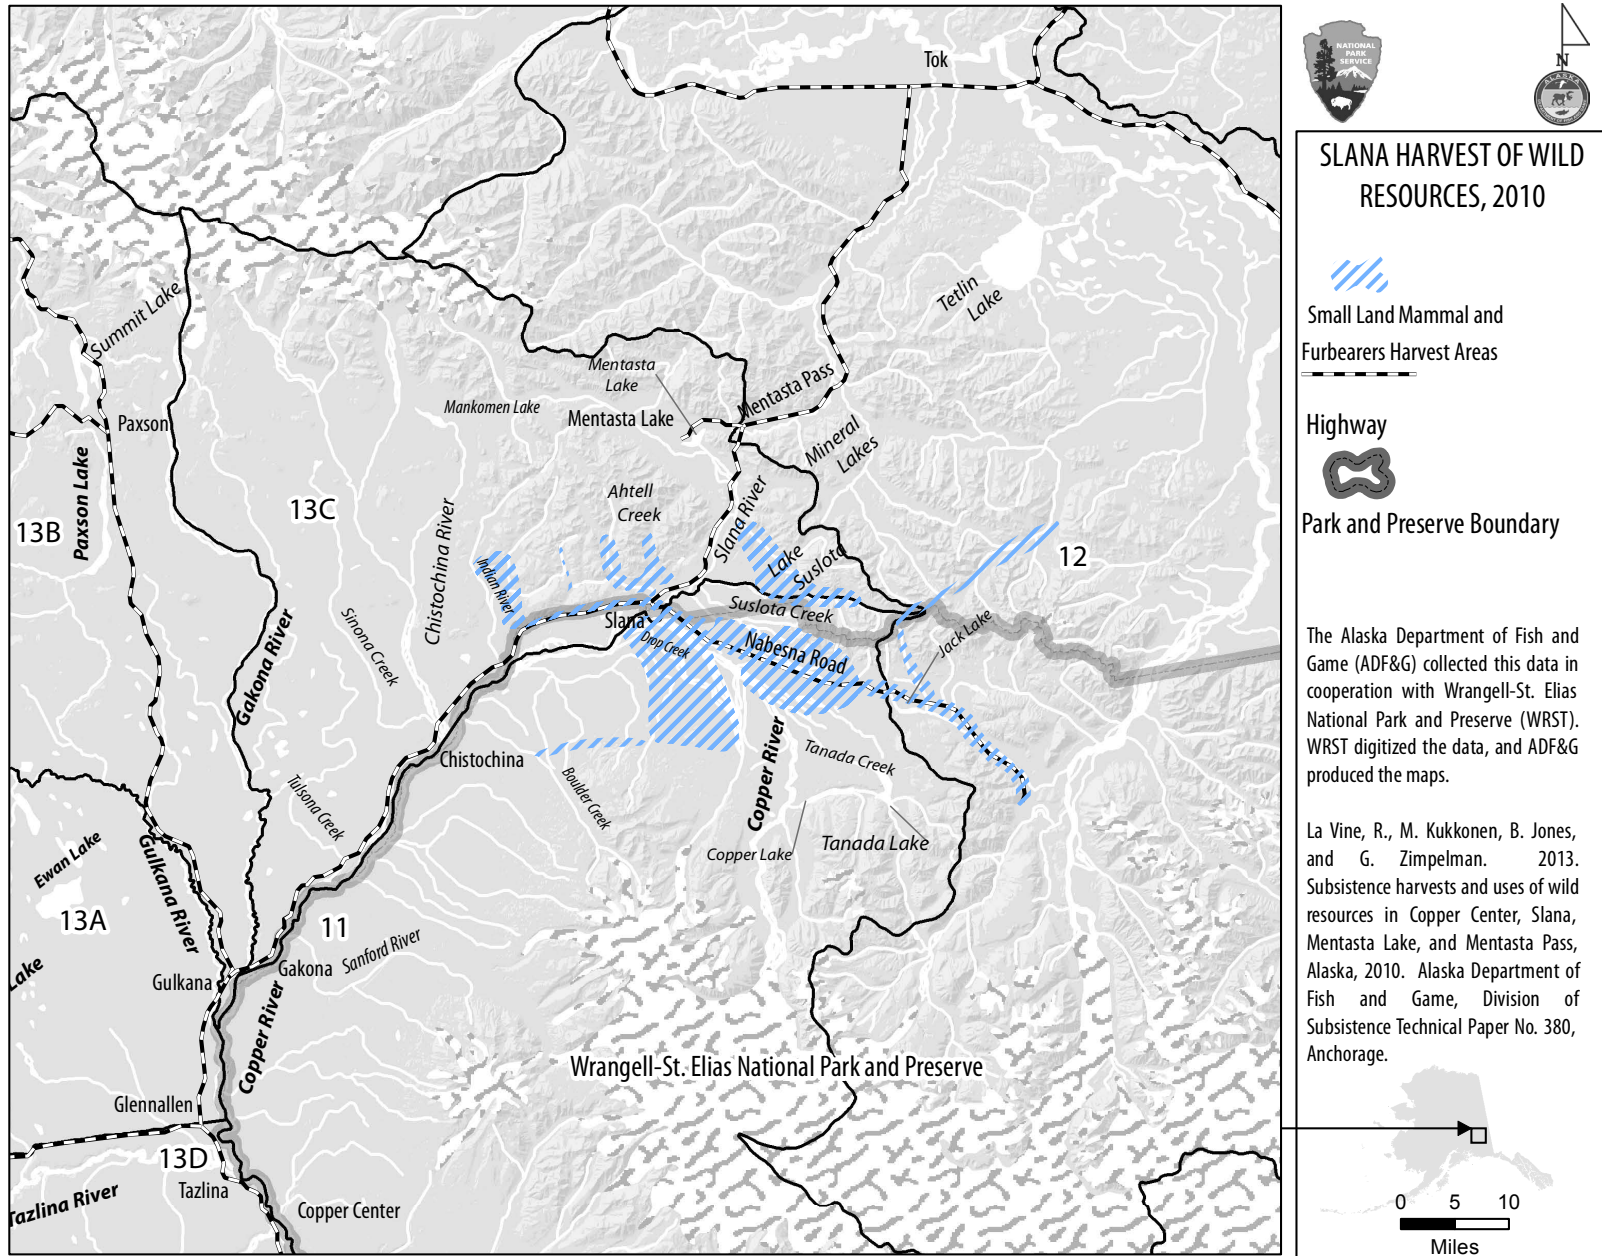 Tok
Summit Lake
Tetlin
Lake
Mentasta
Lake
Mentasta Pass
Mankomen Lake
Mentasta Lake
Paxson
Mineral
Lakes
Paxson Lake
13B
13C
Ahtell
Creek
Chistochina River
Slana River
Lake
Suslota
12
Indian River
Sinona Creek
Gakona River
Slana
Suslota Creek
Drop Creek
Nabesna Road
Jack Lake
Chistochina
Tulsona Creek
Boulder Creek
Copper River
Tanada Creek
Copper Lake
Tanada Lake
Ewan Lake
13A
Gulkana River
11
Sanford River
Lake
Gulkana
Gakona
Copper River
Wrangell-St. Elias National Park and Preserve
Glennallen
13D
Tazlina
Tazlina River
Copper Center
NATIONAL
PARK
SERVICE
N
ALASKA
SLANA HARVEST OF WILD
RESOURCES, 2010
Small Land Mammal and
Furbearers Harvest Areas
Highway
Park and Preserve Boundary
The Alaska Department of Fish and
Game (ADF&G) collected this data in
cooperation with Wrangell-St. Elias
National Park and Preserve (WRST).
WRST digitized the data, and ADF&G
produced the maps.
La Vine, R., M. Kukkonen, B. Jones,
and G. Zimpelman. 2013.
Subsistence harvests and uses of wild
resources in Copper Center, Slana,
Mentasta Lake, and Mentasta Pass,
Alaska, 2010. Alaska Department of
Fish and Game, Division of
Subsistence Technical Paper No. 380,
Anchorage.
0 5 10
Miles